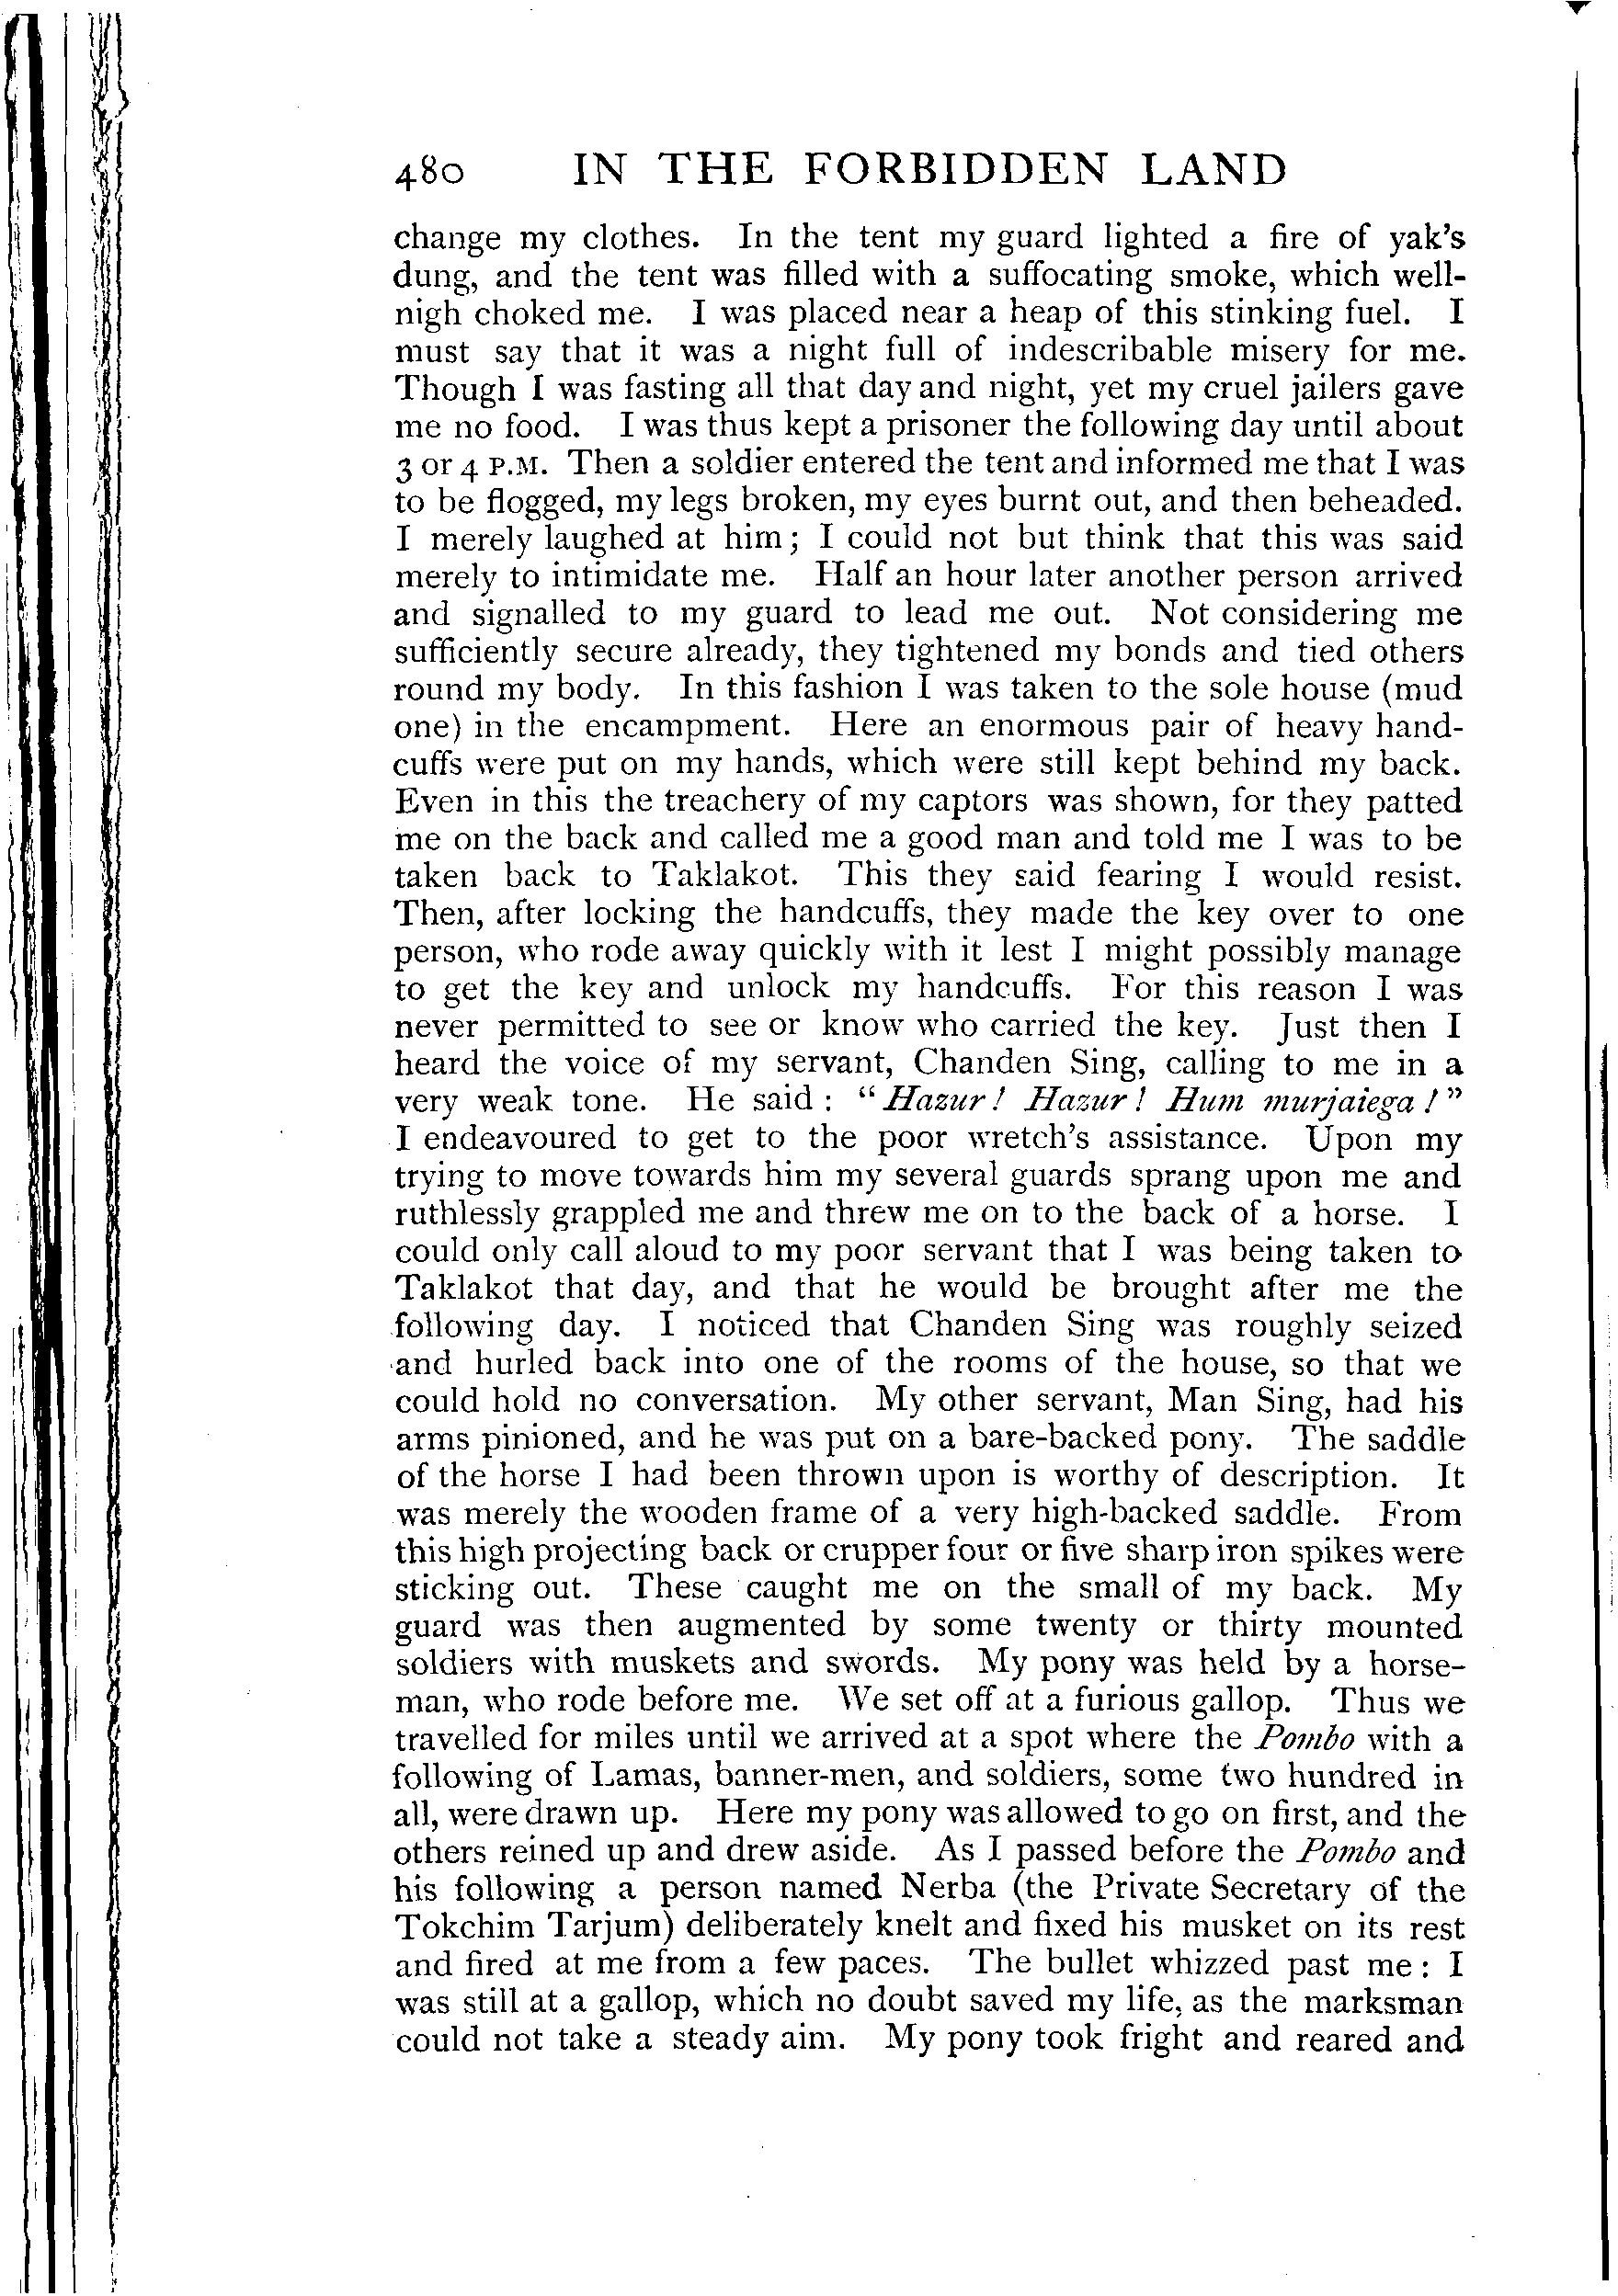 480 IN THE FORBIDDEN LAND
change my clothes. In the tent my guard lighted a fire of yak's
dung, and the tent was filled with a suffocating smoke, which well-
nigh choked me. I was placed near a heap of this stinking fuel. I
must say that it was a night full of indescribable misery for me.
Though I was fasting all that day and night, yet my cruel jailers gave
me no food. I was thus kept a prisoner the following day until about
3 or 4 P.M. Then a soldier entered the tent and informed me that I was
to be flogged, my legs broken, my eyes burnt out, and then beheaded.
I merely laughed at him; I could not but think that this was said
merely to intimidate me. Half an hour later another person arrived
and signalled to my guard to lead me out. Not considering me
sufficiently secure already, they tightened my bonds and tied others
round my body. In this fashion I was taken to the sole house (mud
one) in the encampment. Here an enormous pair of heavy hand-
cuffs were put on my hands, which were still kept behind my back.
Even in this the treachery of my captors was shown, for they patted
me on the back and called me a good man and told me I was to be
taken back to Taklakot. This they said fearing I would resist.
Then, after locking the handcuffs, they made the key over to one
person, who rode away quickly with it lest I might possibly manage
to get the key and unlock my handcuffs. For this reason I was
never permitted to see or know who carried the key. Just then I
heard the voice of my servant, Chanden Sing, calling to me in a
very weak tone. He said: "Hazur! Hazur! Hum murjaiega!"
I endeavoured to get to the poor wretch's assistance. Upon my
trying to move towards him my several guards sprang upon me and
ruthlessly grappled me and threw me on to the back of a horse. I
could only call aloud to my poor servant that I was being taken to
Taklakot that day, and that he would be brought after me the
following day. I noticed that Chanden Sing was roughly seized
and hurled back into one of the rooms of the house, so that we
could hold no conversation. My other servant, Man Sing, had his
arms pinioned, and he was put on a bare-backed pony. The saddle
of the horse I had been thrown upon is worthy of description. It
was merely the wooden frame of a very high-backed saddle. From
this high projecting back or crupper four or five sharp iron spikes were
sticking out. These caught me on the small of my back. My
guard was then augmented by some twenty or thirty mounted
soldiers with muskets and swords. My pony was held by a horse-
man, who rode before me. We set off at a furious gallop. Thus we
travelled for miles until we arrived at a spot where the Pombo with a
following of Lamas, banner-men, and soldiers, some two hundred in
all, were drawn up. Here my pony was allowed to go on first, and the
others reined up and drew aside. As I passed before the Pombo and
his following a person named Nerba (the Private Secretary of the
Tokchim Tarjum) deliberately knelt and fixed his musket on its rest
and fired at me from a few paces. The bullet whizzed past me: I
was still at a gallop, which no doubt saved my life, as the marksman
could not take a steady aim. My pony took fright and reared and